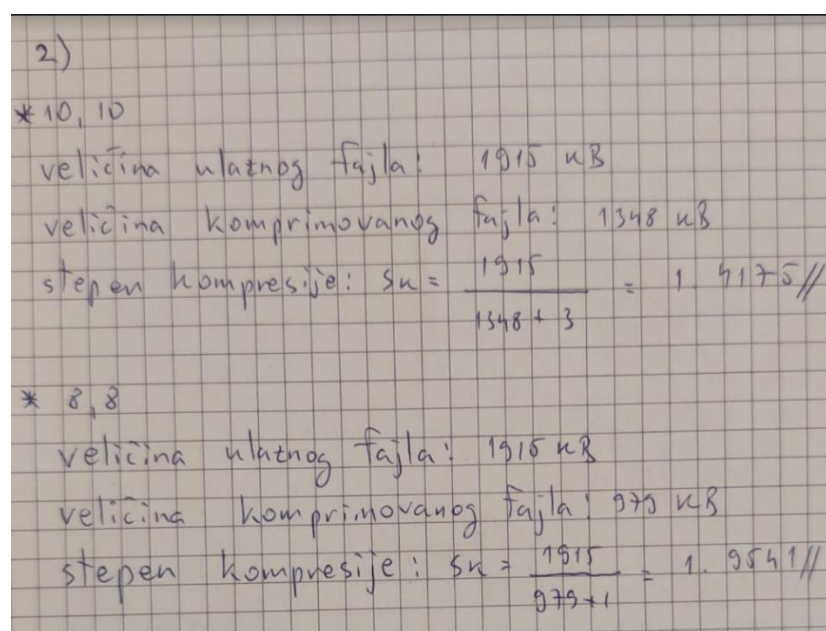 2)
* 10, 10
veličina ulaznog fajla: 1915 kB
veličina komprimovanog fajla: 1348 kB
stepen kompresije: Sk = 1915 / 1348 + 3 = 1.4175//
* 8,8
veličina ulaznog fajla: 1915 kB
veličina komprimovanog fajla: 979 kB
stepen kompresije: Sk = 1915 / 979+1 = 1.9541//